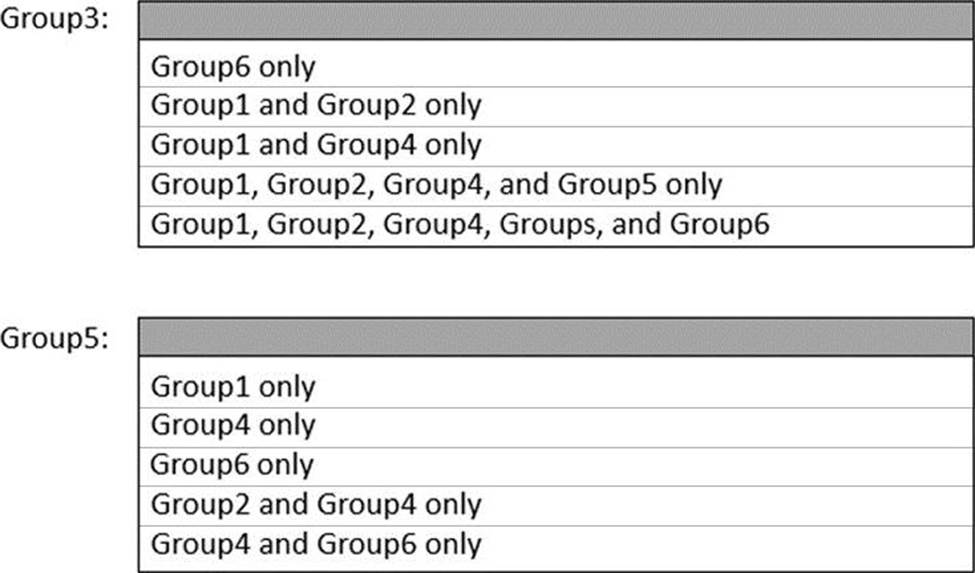 Group3:
Group6 only
Group1 and Group2 only
Group1 and Group4 only
Group1, Group2, Group4, and Group5 only
Group1, Group2, Group4, Groups, and Group6
Group5:
Group1 only
Group4 only
Group6 only
Group2 and Group4 only
Group4 and Group6 only